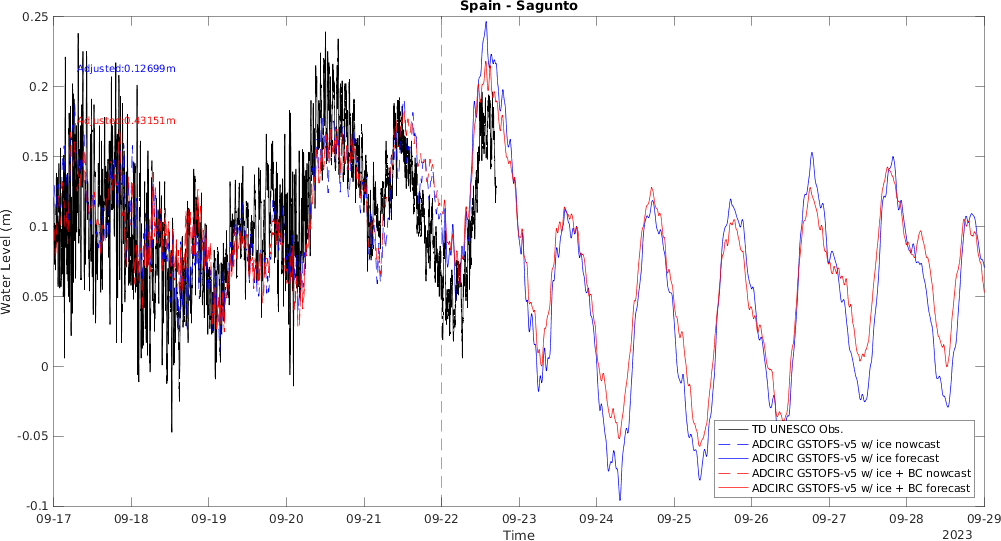 Spain - Sagunto
0.25
0.2
0.15
0.1
0.05
0
-0.05
-0.1
Water Level (m)
Adjusted:0.12699m
Adjusted:0.43151m
TD UNESCO Obs.
ADCIRC GSTOFS-v5 w/ ice nowcast
ADCIRC GSTOFS-v5 w/ ice forecast
ADCIRC GSTOFS-v5 w/ ice + BC nowcast
ADCIRC GSTOFS-v5 w/ ice + BC forecast
09-17 09-18 09-19 09-20 09-21 09-22 09-23 09-24 09-25 09-26 09-27 09-28 09-29
Time
2023